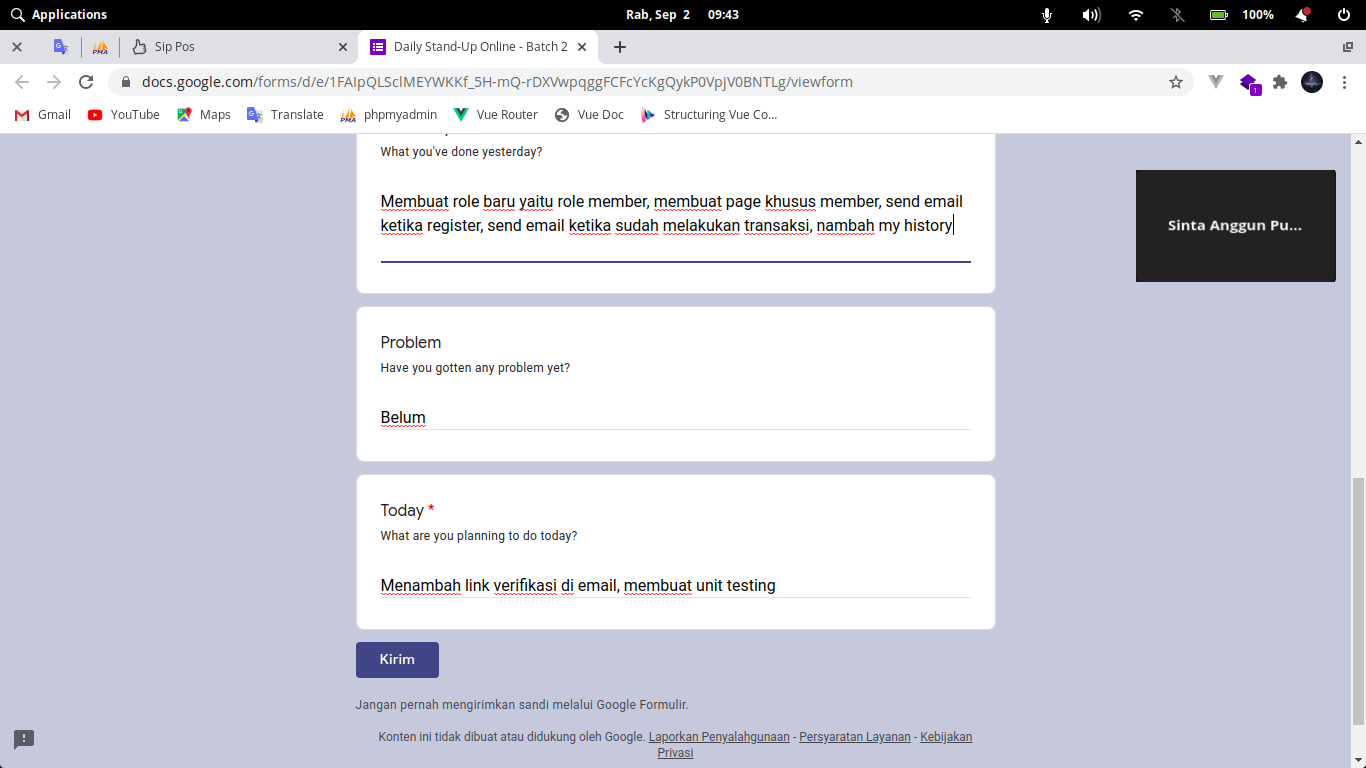 Applications
Rab, Sep 2 09:43
100%
PMA
Sip Pos
Daily Stand-Up Online - Batch 2
docs.google.com/forms/d/e/1FAIpQLSclMEYWKKf_5H-mQ-rDXVwpqggFCFcYcKgQykP0VpjV0BNTLg/viewform
1
Gmail
YouTube
Maps
Translate
PMA
phpmyadmin
Vue Router
Vue Doc
Structuring Vue Co...
What you've done yesterday?
Membuat role baru yaitu role member, membuat page khusus member, send email
ketika register, send email ketika sudah melakukan transaksi, nambah my history
Sinta Anggun Pu...
Problem
Have you gotten any problem yet?
Belum
Today *
What are you planning to do today?
Menambah link verifikasi di email, membuat unit testing
Kirim
Jangan pernah mengirimkan sandi melalui Google Formulir.
Konten ini tidak dibuat atau didukung oleh Google. Laporkan Penyalahgunaan - Persyaratan Layanan - Kebijakan
Privasi